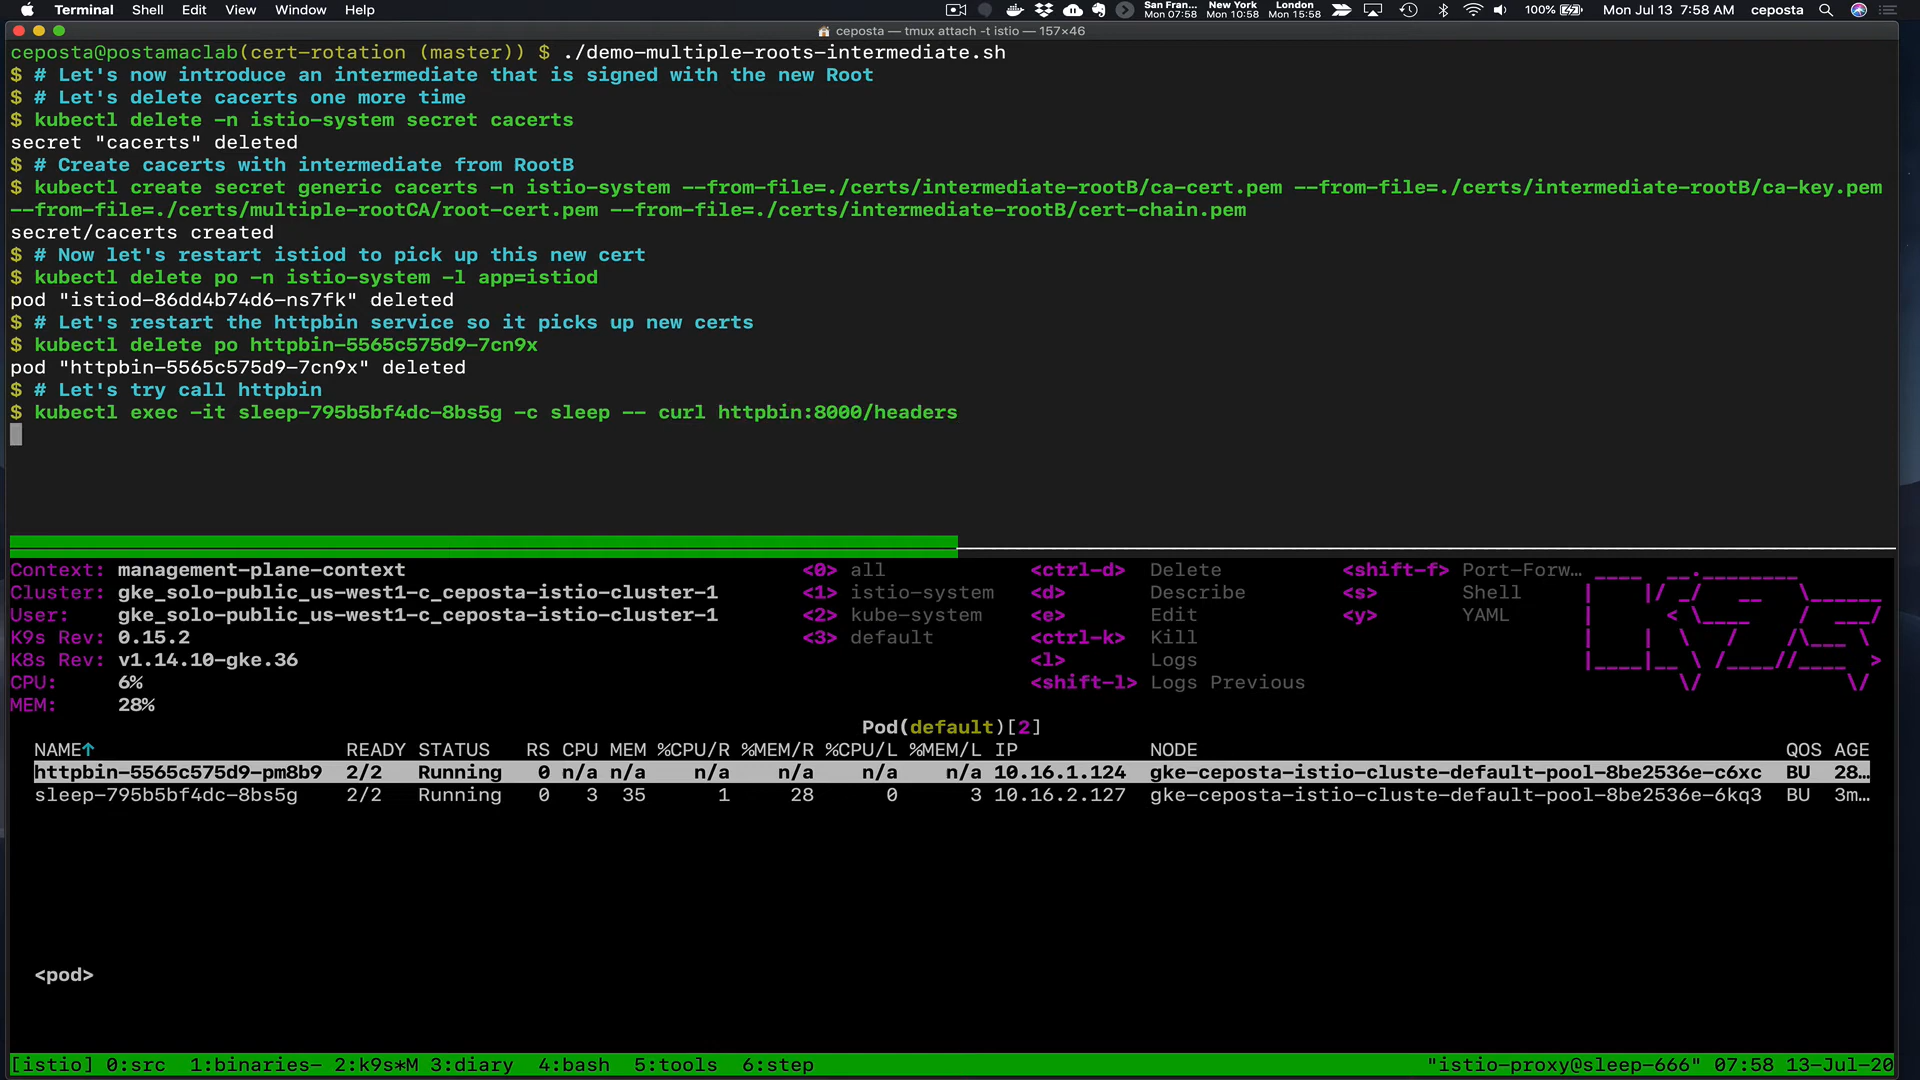 Terminal Shell Edit View Window Help San Fran... Mon 07:58 New York Mon 10:58 London Mon 15:58 100% Mon Jul 13 7:58 AM ceposta
ceposta — tmux attach -t istio — 157×46
ceposta@postamaclab(cert-rotation (master)) $ ./demo-multiple-roots-intermediate.sh
$ # Let's now introduce an intermediate that is signed with the new Root
$ # Let's delete cacerts one more time
$ kubectl delete -n istio-system secret cacerts
secret "cacerts" deleted
$ # Create cacerts with intermediate from RootB
$ kubectl create secret generic cacerts -n istio-system --from-file=./certs/intermediate-rootB/ca-cert.pem --from-file=./certs/intermediate-rootB/ca-key.pem
--from-file=./certs/multiple-rootCA/root-cert.pem --from-file=./certs/intermediate-rootB/cert-chain.pem
secret/cacerts created
$ # Now let's restart istiod to pick up this new cert
$ kubectl delete po -n istio-system -l app=istiod
pod "istiod-86dd4b74d6-ns7fk" deleted
$ # Let's restart the httpbin service so it picks up new certs
$ kubectl delete po httpbin-5565c575d9-7cn9x
pod "httpbin-5565c575d9-7cn9x" deleted
$ # Let's try call httpbin
$ kubectl exec -it sleep-795b5bf4dc-8bs5g -c sleep -- curl httpbin:8000/headers
Context: management-plane-context <0> all <ctrl-d> Delete <shift-f> Port-Forw…
Cluster: gke_solo-public_us-west1-c_ceposta-istio-cluster-1 <1> istio-system <d> Describe <s> Shell
User: gke_solo-public_us-west1-c_ceposta-istio-cluster-1 <2> kube-system <e> Edit <y> YAML
K9s Rev: 0.15.2 <3> default <ctrl-k> Kill
K8s Rev: v1.14.10-gke.36 <l> Logs
CPU: 6% <shift-l> Logs Previous
MEM: 28%
Pod(default)[2]
NAME↑ READY STATUS RS CPU MEM %CPU/R %MEM/R %CPU/L %MEM/L IP NODE QOS AGE
httpbin-5565c575d9-pm8b9 2/2 Running 0 n/a n/a n/a n/a n/a n/a 10.16.1.124 gke-ceposta-istio-cluste-default-pool-8be2536e-c6xc BU 28…
sleep-795b5bf4dc-8bs5g 2/2 Running 0 3 35 1 28 0 3 10.16.2.127 gke-ceposta-istio-cluste-default-pool-8be2536e-6kq3 BU 3m…
<pod>
[istio] 0:src 1:binaries- 2:k9s*M 3:diary 4:bash 5:tools 6:step "istio-proxy@sleep-666" 07:58 13-Jul-20